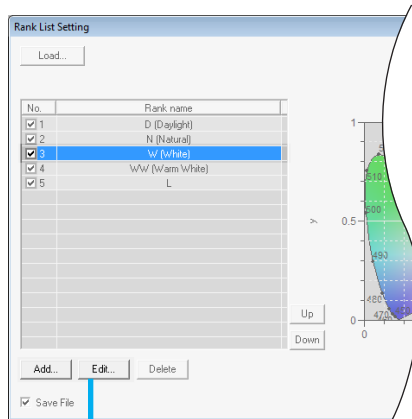 Rank List Setting
Load...
No. Rank name
1 D (Daylight)
2 N (Natural)
3 W (White)
4 WW (Warm White)
5 L
Up
Down
Add... Edit... Delete
Save File
1
0.5
0
0
y
510
500
490
480
470